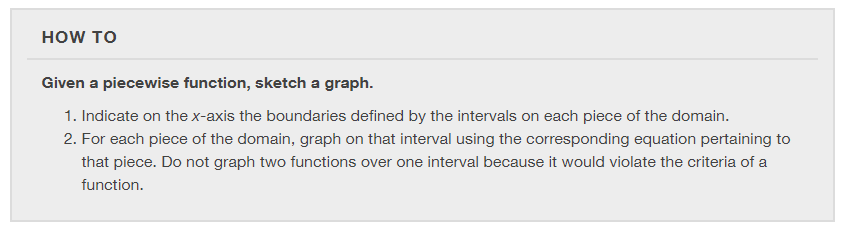 HOW TO
Given a piecewise function, sketch a graph.
1. Indicate on the x-axis the boundaries defined by the intervals on each piece of the domain.
2. For each piece of the domain, graph on that interval using the corresponding equation pertaining to
that piece. Do not graph two functions over one interval because it would violate the criteria of a
function.